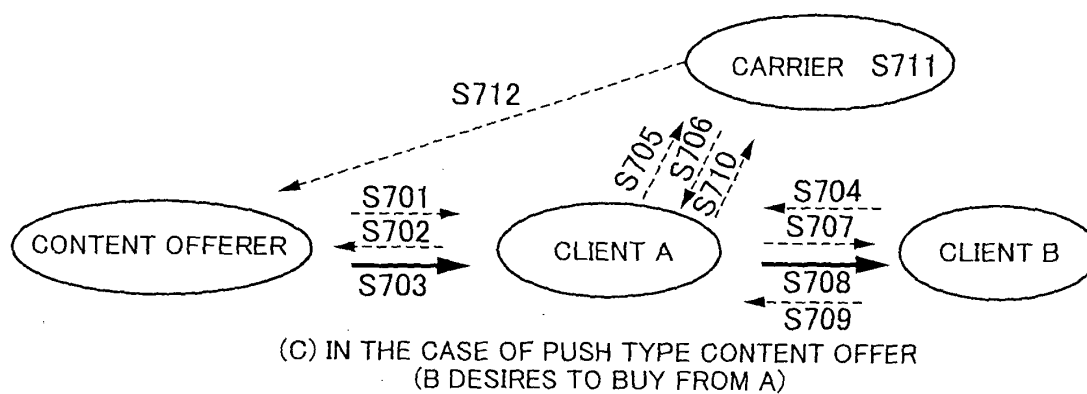 CARRIER S711
S712
S705
S706
S710
S701
S702
S703
S704
S707
S708
S709
CONTENT OFFERER
CLIENT A
CLIENT B
(C) IN THE CASE OF PUSH TYPE CONTENT OFFER
(B DESIRES TO BUY FROM A)